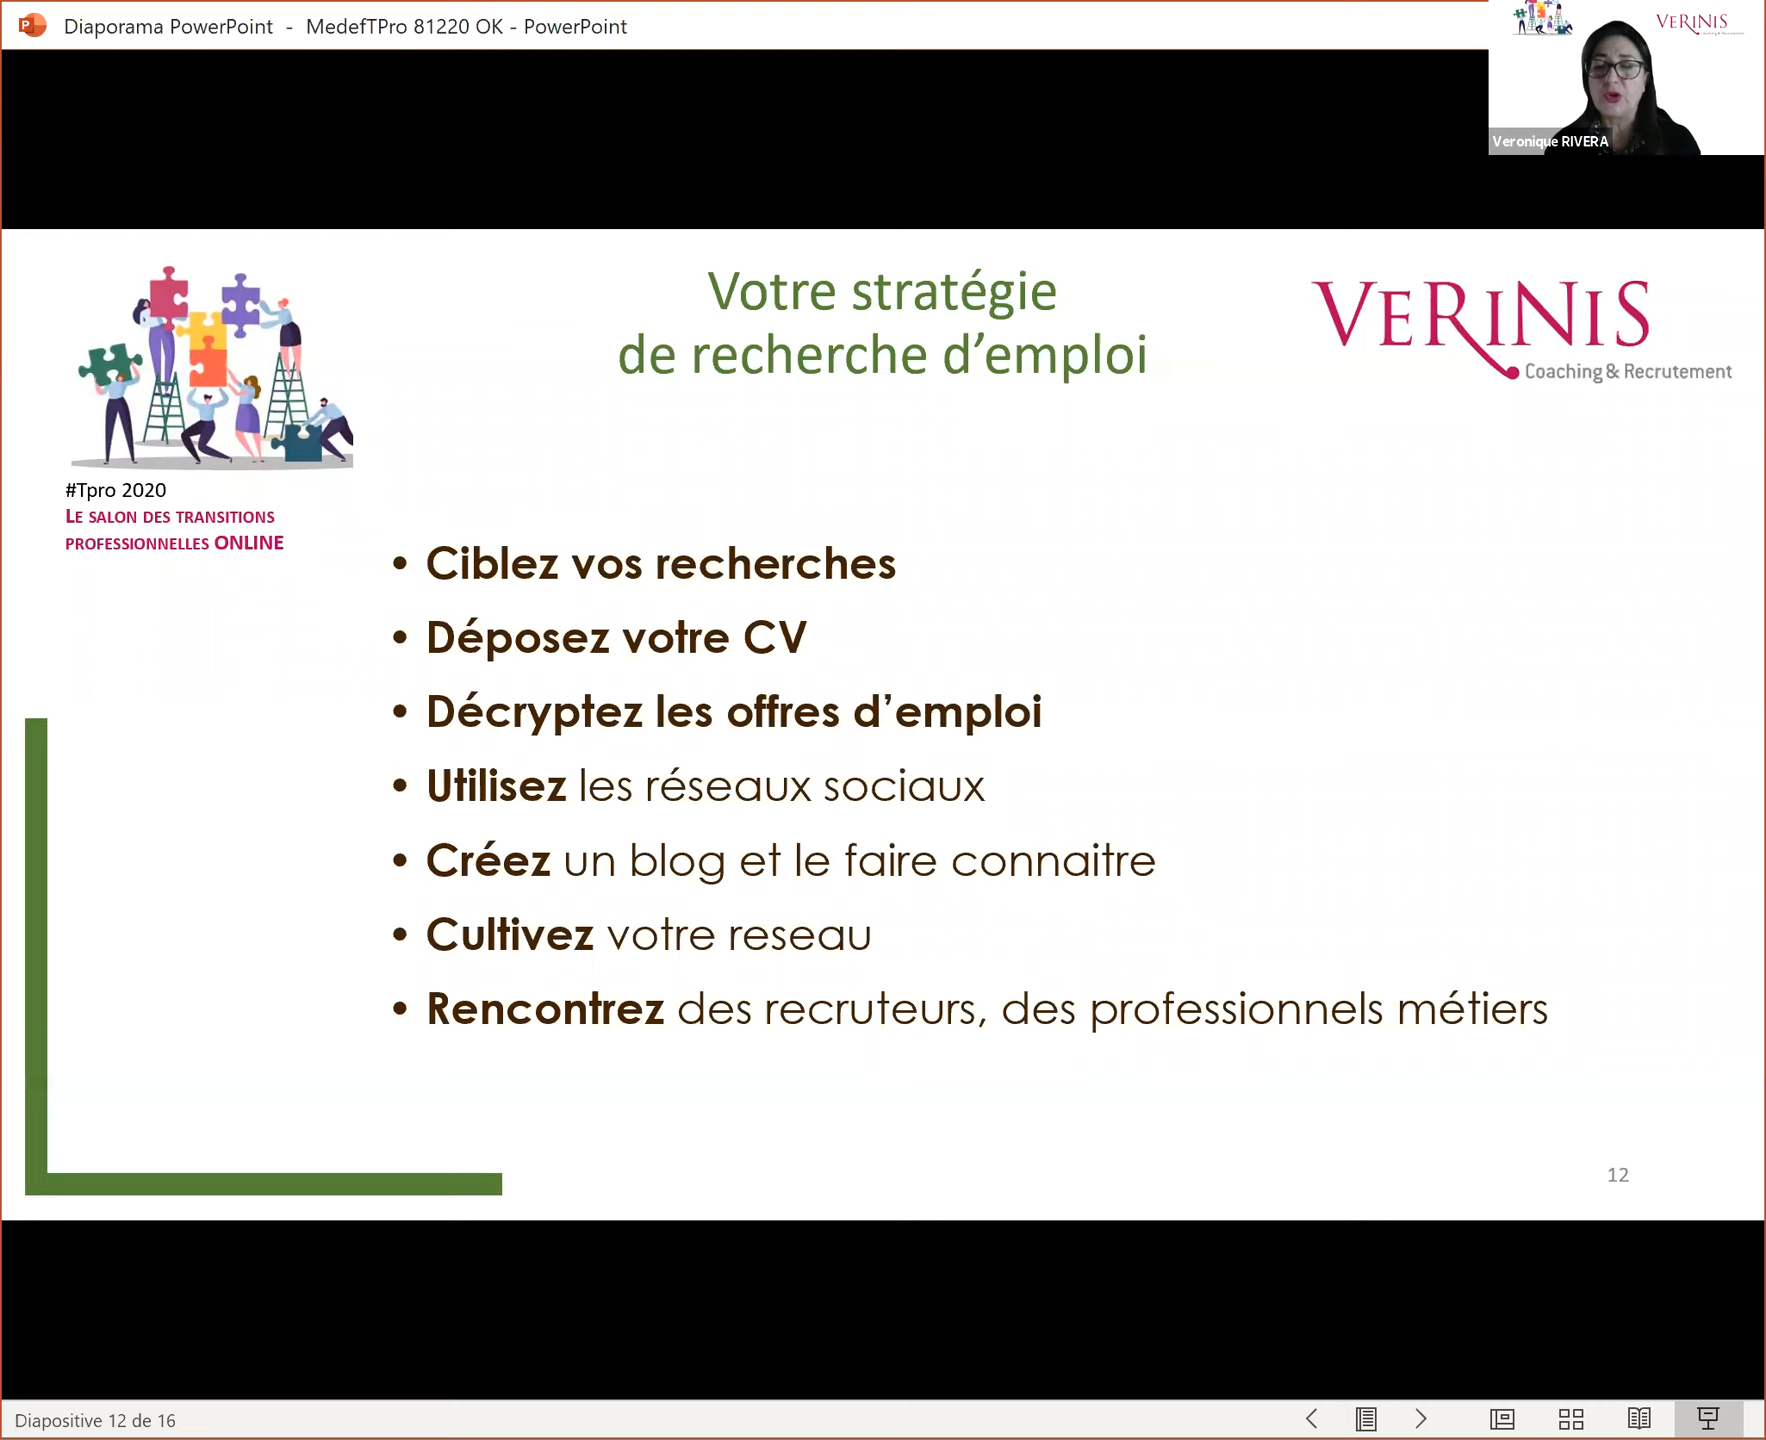 Diaporama PowerPoint - MedefTPro 81220 OK - PowerPoint
VERINIS
Veronique RIVERA
Votre stratégie
de recherche d’emploi
VERINIS
Coaching & Recrutement
#Tpro 2020
LE SALON DES TRANSITIONS
PROFESSIONNELLES ONLINE
• Ciblez vos recherches
• Déposez votre CV
• Décryptez les offres d’emploi
• Utilisez les réseaux sociaux
• Créez un blog et le faire connaitre
• Cultivez votre reseau
• Rencontrez des recruteurs, des professionnels métiers
12
Diapositive 12 de 16